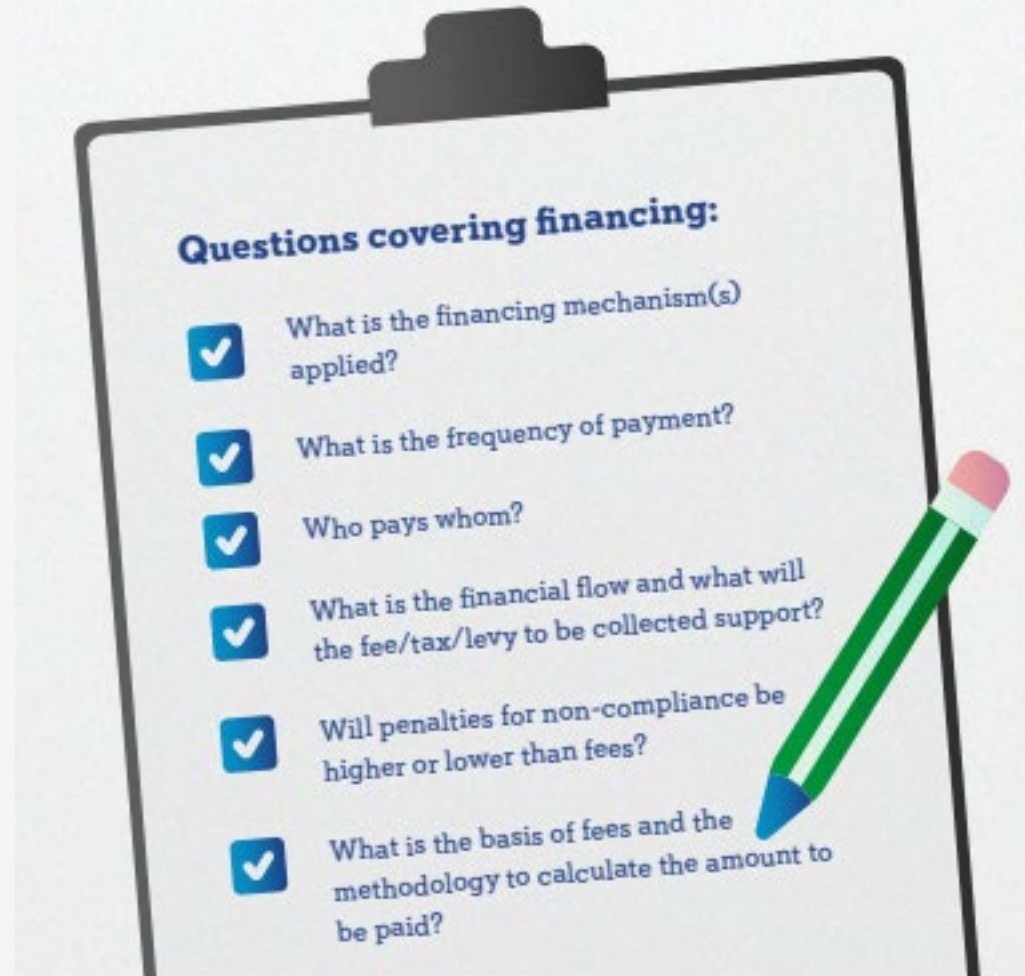 Questions covering financing:
What is the financing mechanism(s)
applied?
What is the frequency of payment?
Who pays whom?
What is the financial flow and what will
the fee/tax/levy to be collected support?
Will penalties for non-compliance be
higher or lower than fees?
What is the basis of fees and the
methodology to calculate the amount to
be paid?